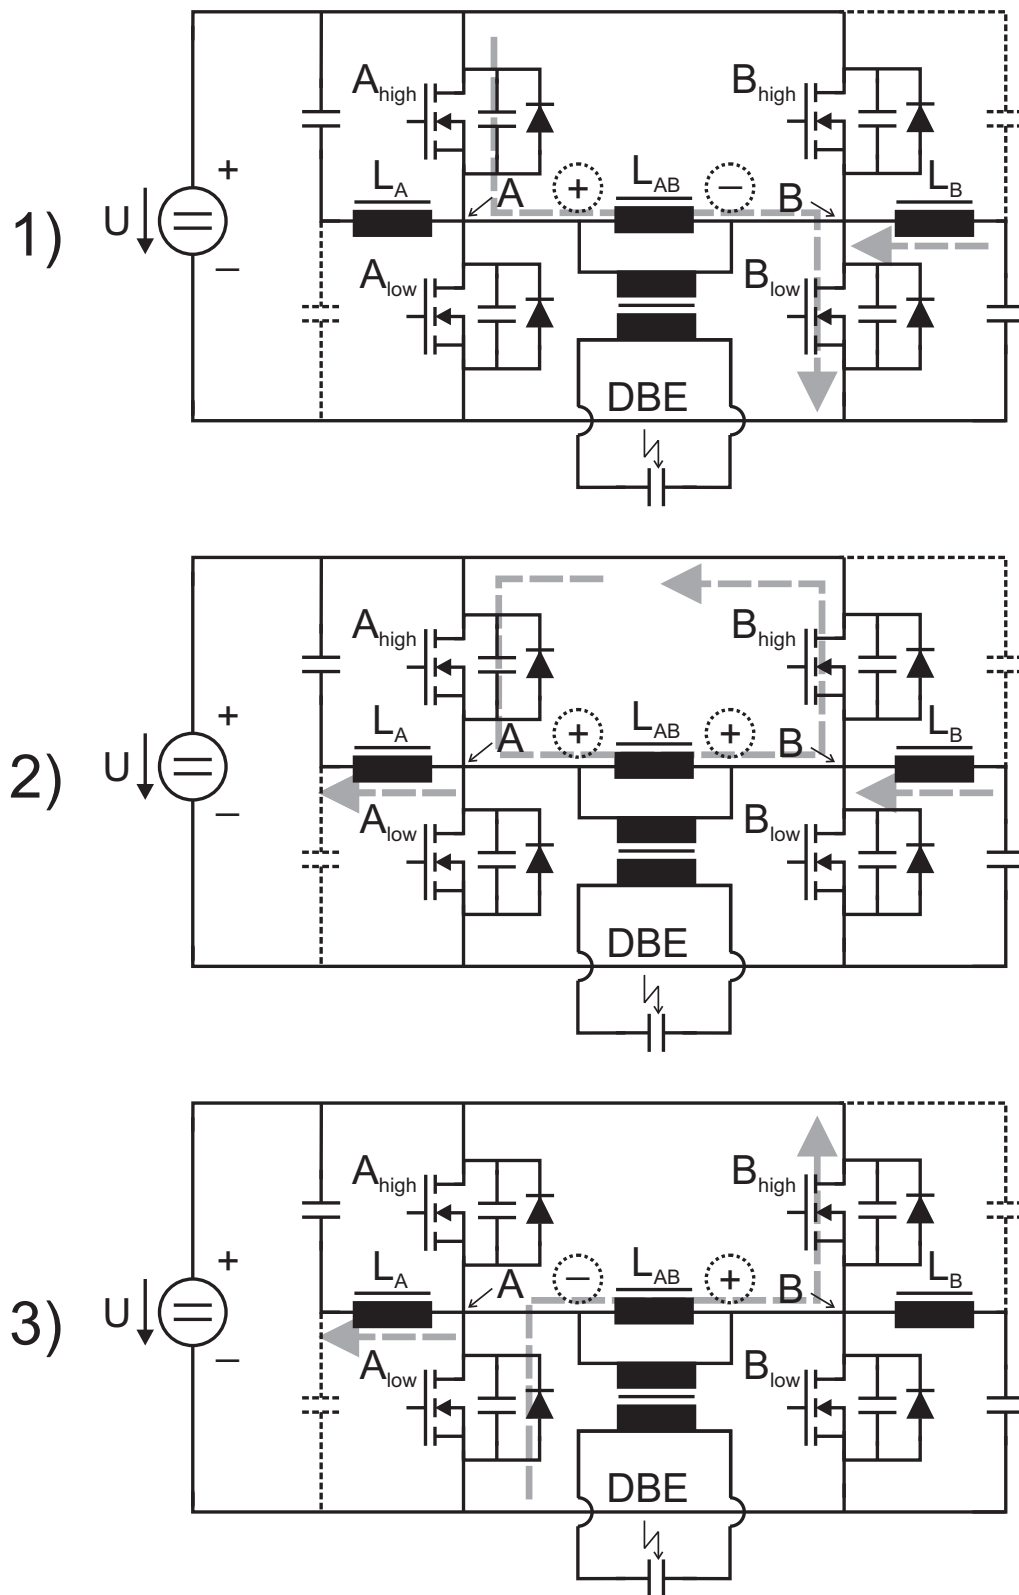 A_high B_high
+ L_A A + L_AB − B L_B
1) U
− A_low B_low
DBE
A_high B_high
+ L_A A + L_AB + B L_B
2) U
− A_low B_low
DBE
A_high B_high
+ L_A A − L_AB + B L_B
3) U
− A_low B_low
DBE